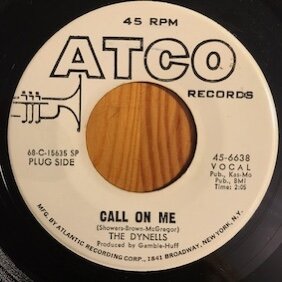 45 RPM
ATCO
RECORDS
68-C-15635 SP
PLUG SIDE
45-6638
VOCAL
Pub., Kas-Mo
Pub., BMI
Time: 2:05
CALL ON ME
(Showers-Brown-McGregor)
THE DYNELLS
Produced by Gamble-Huff
MFG. BY ATLANTIC RECORDING CORP., 1841 BROADWAY, NEW YORK, N.Y.